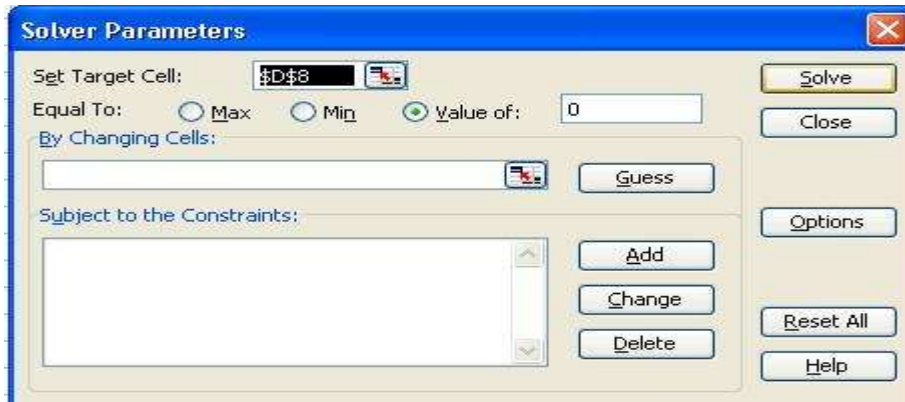 Solver Parameters
Set Target Cell: $D$8 Solve
Equal To: Max Min Value of: 0 Close
By Changing Cells:
Guess
Subject to the Constraints: Options
Add
Change Reset All
Delete Help